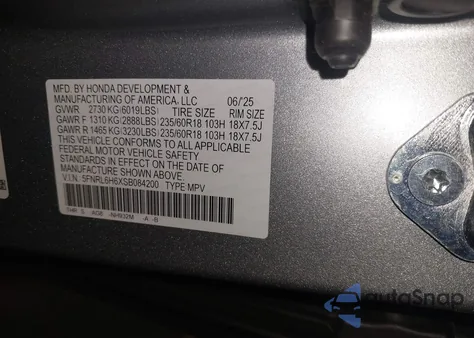 MFD. BY HONDA DEVELOPMENT &
MANUFACTURING OF AMERICA, LLC 06/'25
GVWR 2730 KG(6019LBS) TIRE SIZE RIM SIZE
GAWR F 1310 KG(2888LBS) 235/60R18 103H 18X7.5J
GAWR R 1465 KG(3230LBS) 235/60R18 103H 18X7.5J
THIS VEHICLE CONFORMS TO ALL APPLICABLE
FEDERAL MOTOR VEHICLE SAFETY
STANDARDS IN EFFECT ON THE DATE OF
MANUFACTURE SHOWN ABOVE.
V.I.N. 5FNRL6H6XSB084200 TYPE MPV
THR S -AGB -NH932M -A -B
autoSnap